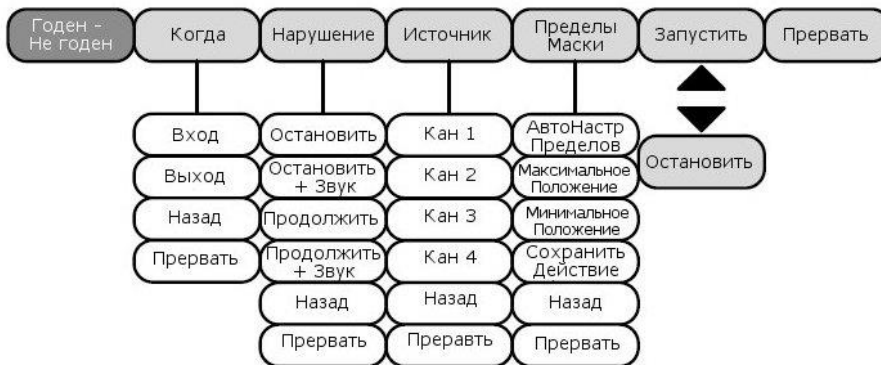 Годен -
Не годен
Когда
Нарушение
Источник
Пределы
Маски
Запустить
Прервать
Вход
Выход
Назад
Прервать
Остановить
Остановить
+ Звук
Продолжить
Продолжить
+ Звук
Назад
Прервать
Кан 1
Кан 2
Кан 3
Кан 4
Назад
Преравть
АвтоНастр
Пределов
Максимальное
Положение
Минимальное
Положение
Сохранить
Действие
Назад
Прервать
Остановить